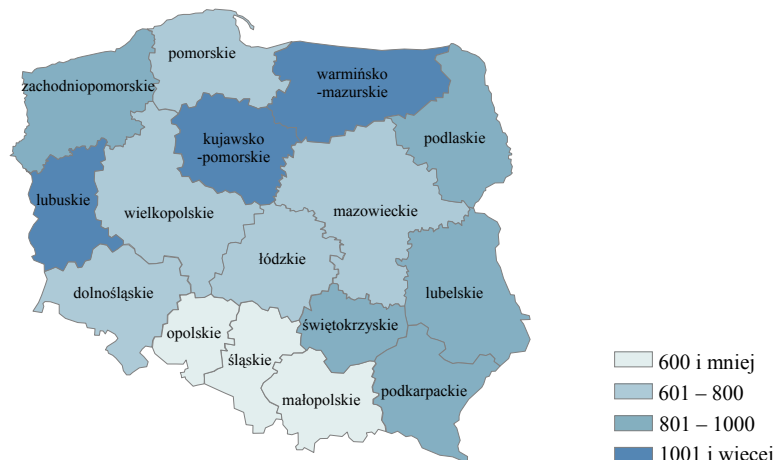 pomorskie
warmińsko
-mazurskie
zachodniopomorskie
podlaskie
kujawsko
-pomorskie
lubuskie
wielkopolskie
mazowieckie
łódzkie
dolnośląskie
lubelskie
opolskie
świętokrzyskie
śląskie
małopolskie
podkarpackie
600 i mniej
601 – 800
801 – 1000
1001 i więcej